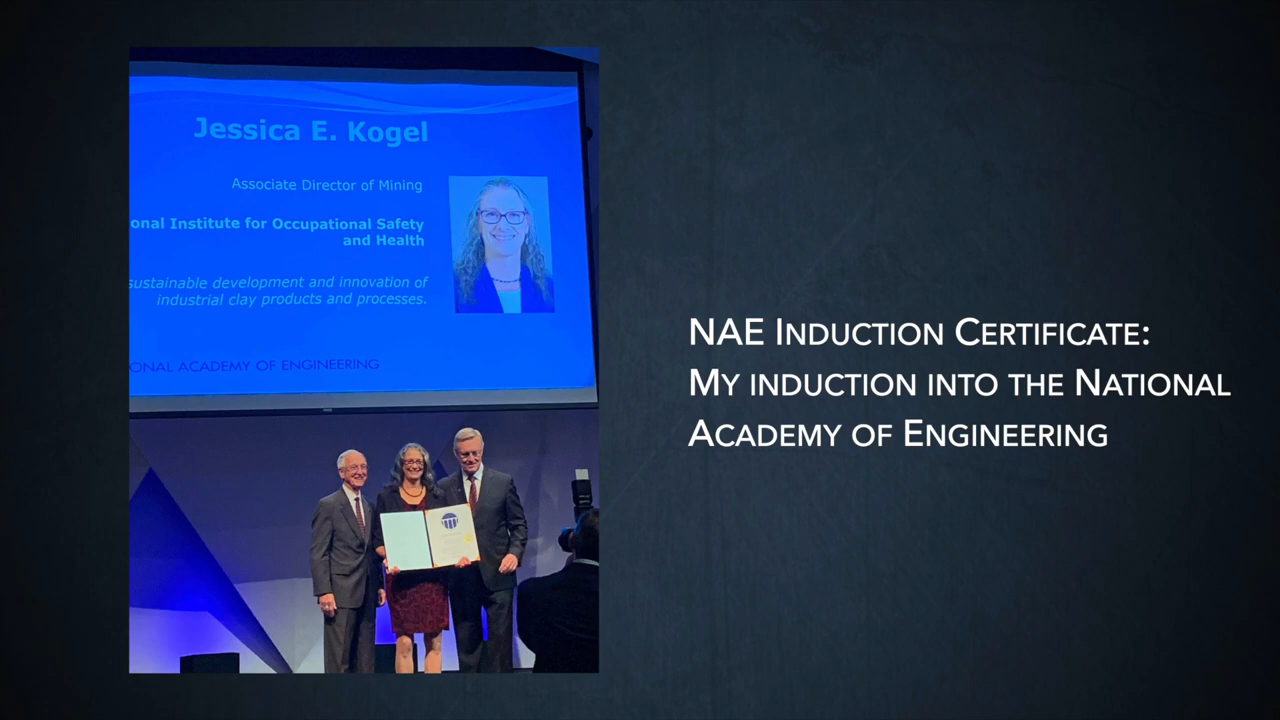 Jessica E. Kogel
Associate Director of Mining
onal Institute for Occupational Safety
and Health
sustainable development and innovation of
industrial clay products and processes.
ONAL ACADEMY OF ENGINEERING
NAE INDUCTION CERTIFICATE:
MY INDUCTION INTO THE NATIONAL
ACADEMY OF ENGINEERING